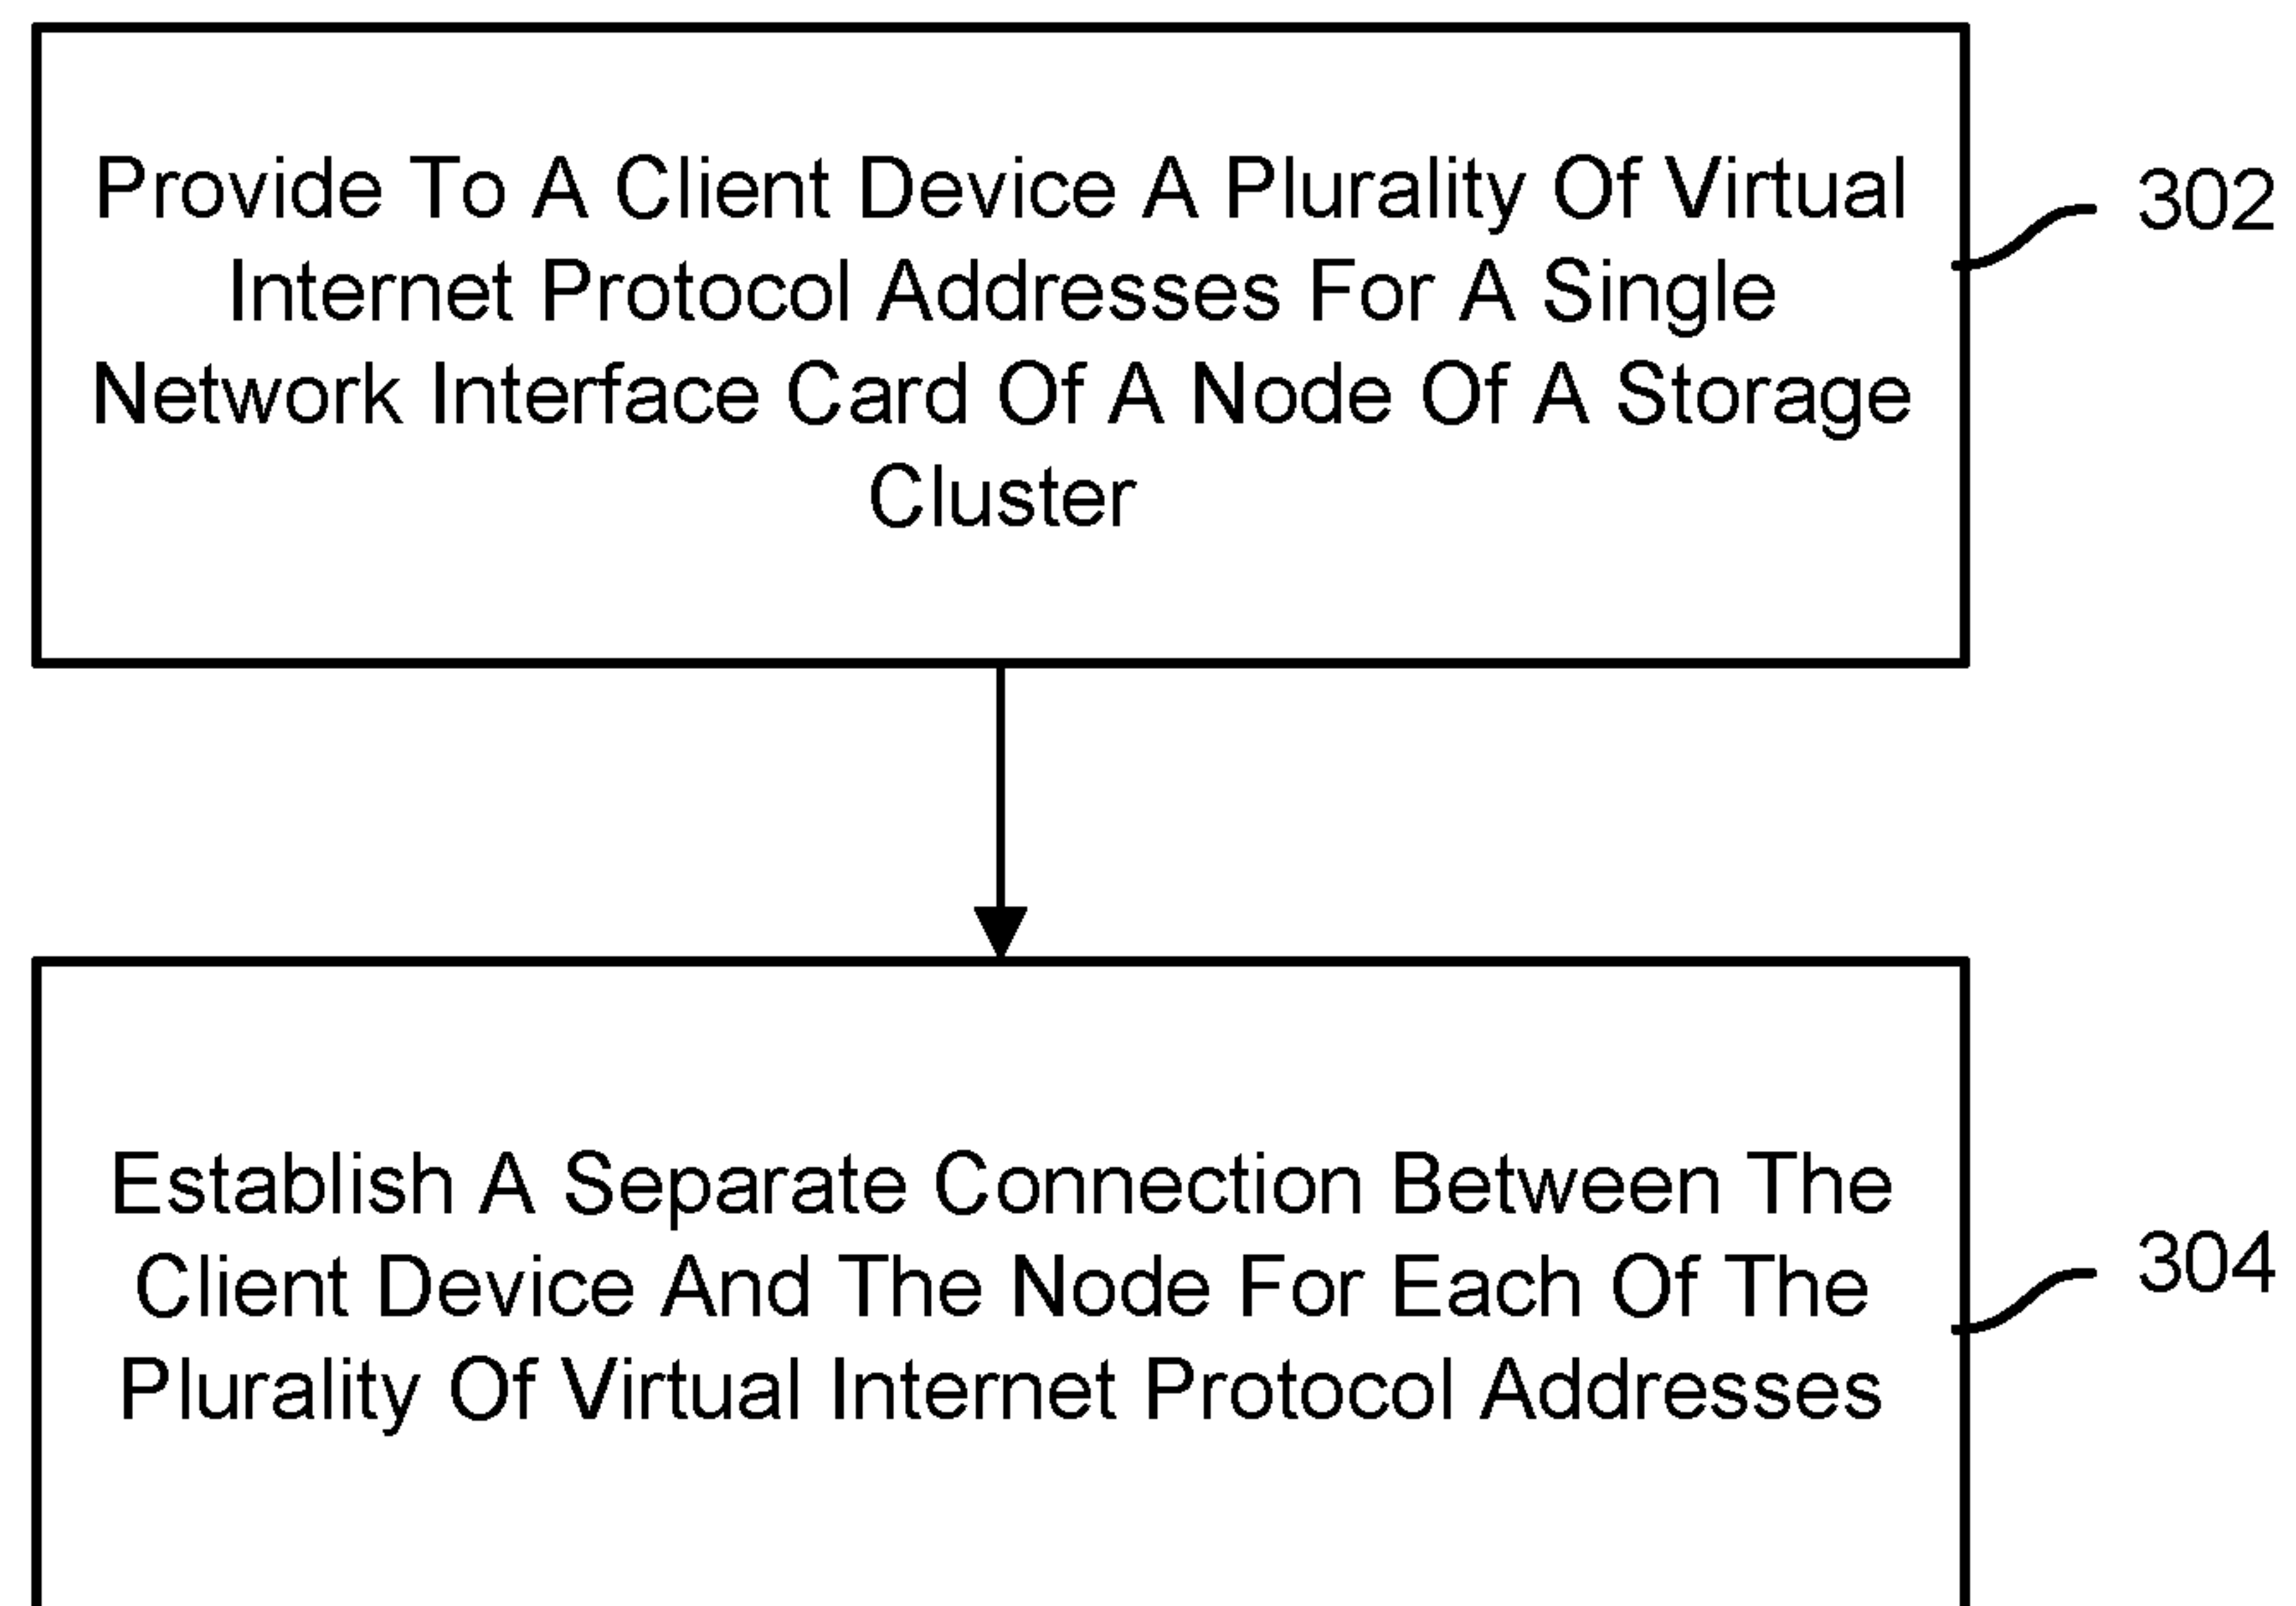 Provide To A Client Device A Plurality Of Virtual
Internet Protocol Addresses For A Single
Network Interface Card Of A Node Of A Storage
Cluster
302
Establish A Separate Connection Between The
Client Device And The Node For Each Of The
Plurality Of Virtual Internet Protocol Addresses
304